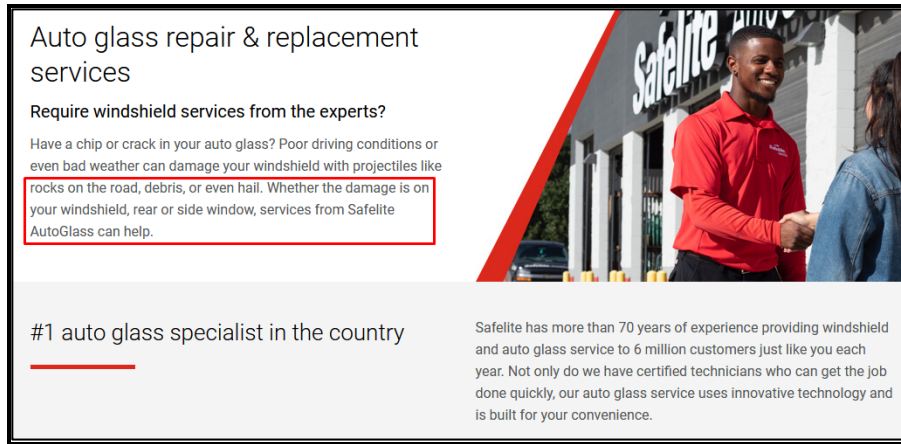 Auto glass repair & replacement
services
Require windshield services from the experts?
Have a chip or crack in your auto glass? Poor driving conditions or
even bad weather can damage your windshield with projectiles like
rocks on the road, debris, or even hail. Whether the damage is on
your windshield, rear or side window, services from Safelite
AutoGlass can help.
Safelite AutoG
#1 auto glass specialist in the country
Safelite has more than 70 years of experience providing windshield
and auto glass service to 6 million customers just like you each
year. Not only do we have certified technicians who can get the job
done quickly, our auto glass service uses innovative technology and
is built for your convenience.